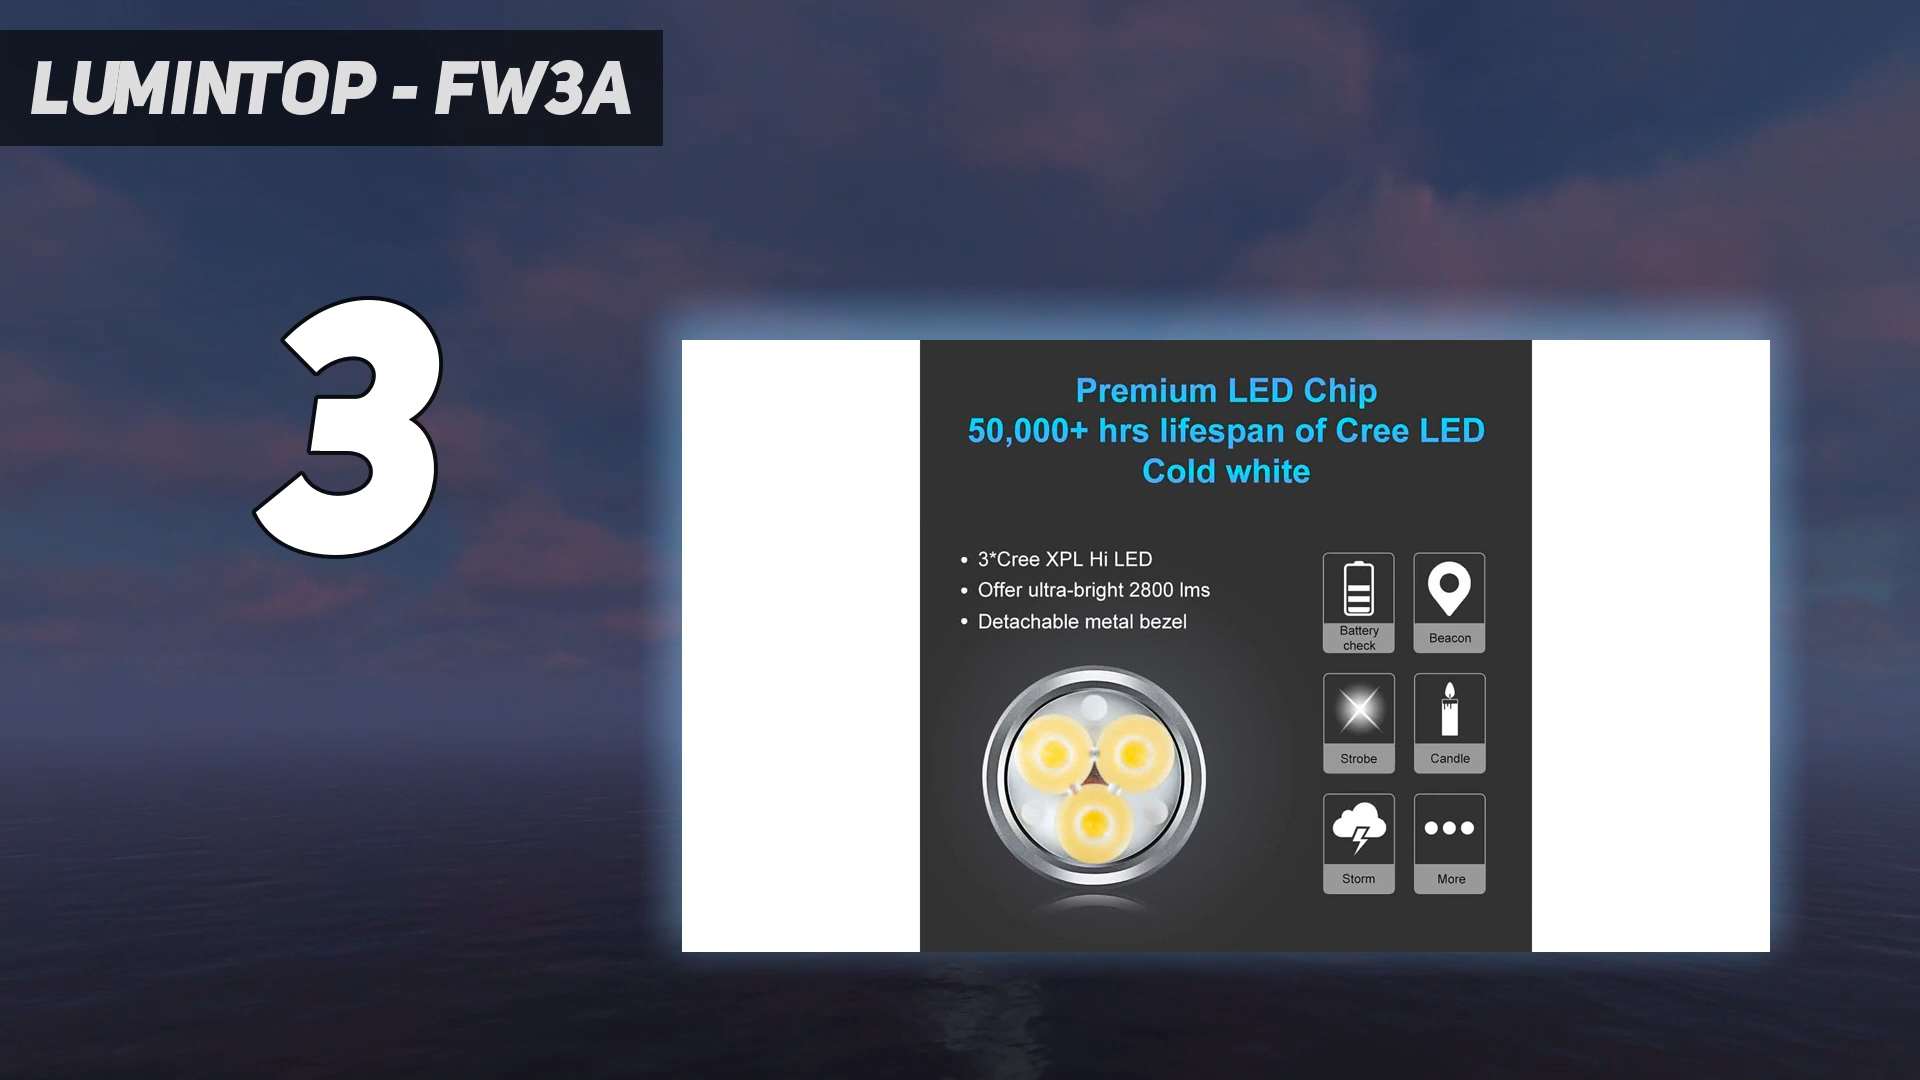 LUMINTOP - FW3A
3
Premium LED Chip
50,000+ hrs lifespan of Cree LED
Cold white
• 3*Cree XPL Hi LED
• Offer ultra-bright 2800 lms
• Detachable metal bezel
Battery
check
Beacon
Strobe
Candle
Storm
More